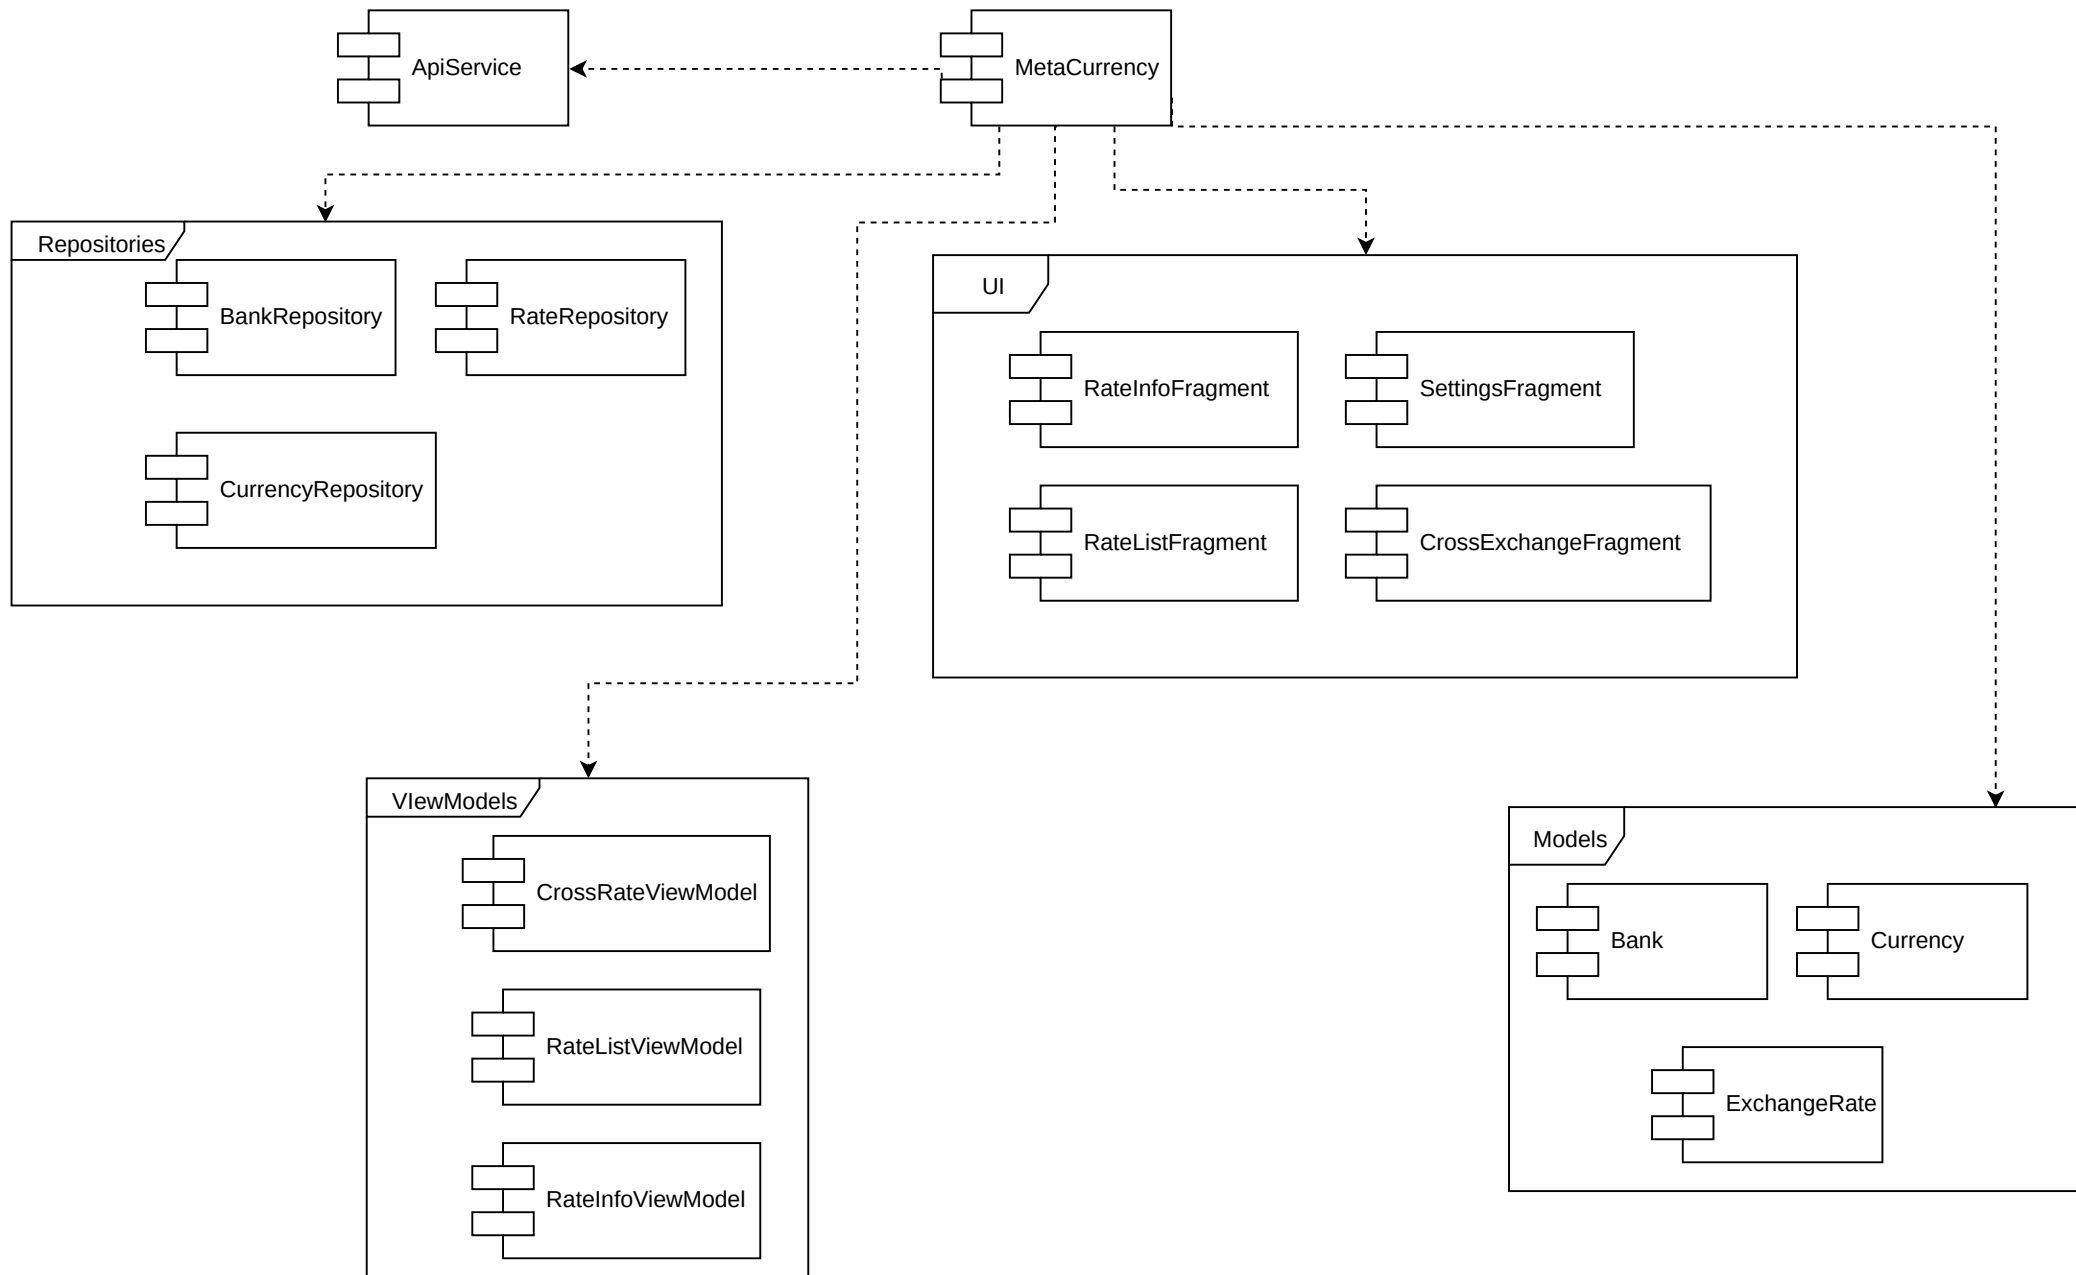 ApiService
MetaCurrency
Repositories
BankRepository
RateRepository
CurrencyRepository
UI
RateInfoFragment
SettingsFragment
RateListFragment
CrossExchangeFragment
VIewModels
CrossRateViewModel
RateListViewModel
RateInfoViewModel
Models
Bank
Currency
ExchangeRate